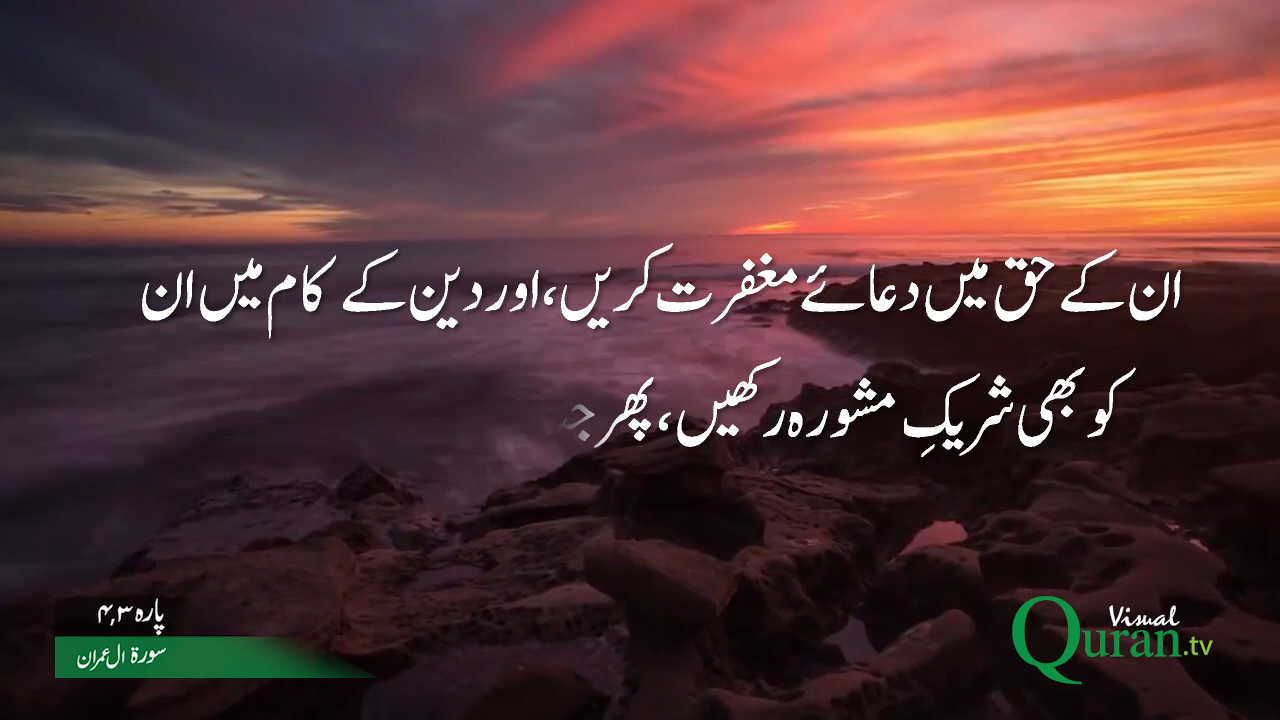 ان کے حق میں دعائے مغفرت کریں، اور دین کے کام میں ان
کو بھی شریکِ مشورہ رکھیں، پھر
پارہ ۳٫۴
سورۃ ال عمران
Visual
Quran.tv